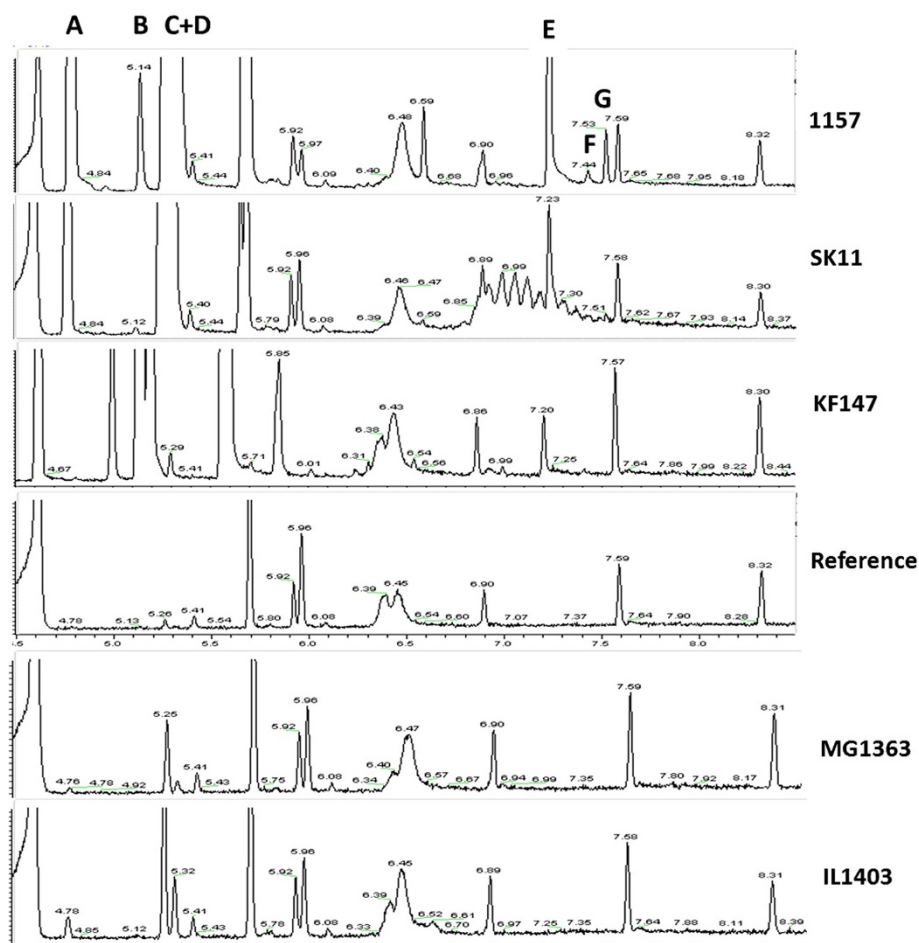 A B C+D E
5.14 4.84 5.41 5.44 5.92 5.97 6.09 6.40 6.48 6.59 6.68 6.90 6.96 7.44 F 7.53 G 7.59 7.65 7.68 7.95 8.18 8.32 1157
4.84 5.12 5.40 5.44 5.79 5.92 5.96 6.08 6.39 6.46 6.47 6.59 6.85 6.89 6.99 7.23 7.30 7.51 7.58 7.62 7.67 7.93 8.14 8.30 8.37 SK11
4.67 5.29 5.41 5.71 5.85 6.01 6.31 6.38 6.43 6.54 6.56 6.86 6.99 7.20 7.25 7.57 7.64 7.86 7.99 8.22 8.30 8.44 KF147
4.78 5.13 5.26 5.41 5.54 5.80 5.92 5.96 6.08 6.39 6.45 6.54 6.60 6.90 7.07 7.37 7.59 7.64 7.90 8.28 8.32 Reference
.5 5.0 5.5 6.0 6.5 7.0 7.5 8.0
4.76 4.78 4.92 5.25 5.41 5.43 5.75 5.92 5.96 6.08 6.34 6.40 6.47 6.57 6.67 6.90 6.94 6.99 7.35 7.59 7.80 7.92 8.17 8.31 MG1363
4.78 4.85 5.12 5.32 5.41 5.43 5.78 5.92 5.96 6.08 6.33 6.39 6.45 6.52 6.61 6.70 6.89 6.97 7.25 7.35 7.58 7.64 7.88 8.11 8.31 8.39 IL1403